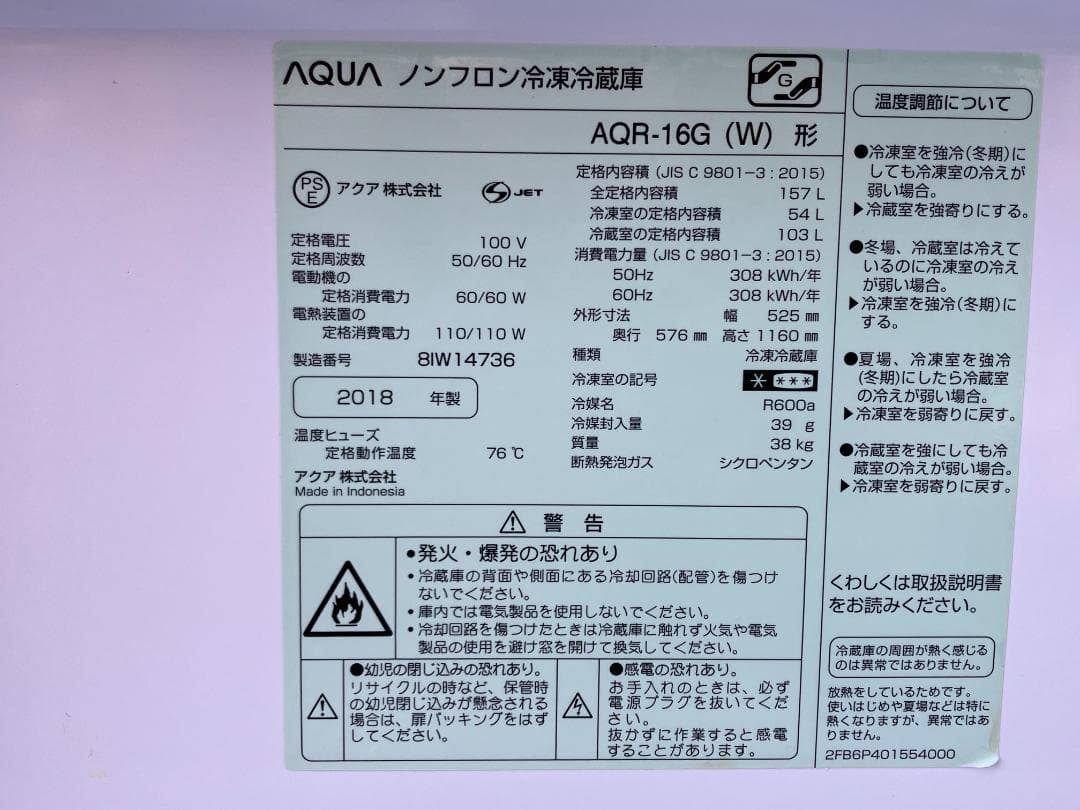 AQUA ノンフロン冷凍冷蔵庫
G
AQR-16G (W) 形
PS
E
アクア 株式会社
JET
定格電圧 100 V
定格周波数 50/60 Hz
電動機の
定格消費電力 60/60 W
電熱装置の
定格消費電力 110/110 W
製造番号 8IW14736
2018 年製
温度ヒューズ
定格動作温度 76 ℃
アクア 株式会社
Made in Indonesia
定格内容積 (JIS C 9801-3 : 2015)
全定格内容積 157 L
冷凍室の定格内容積 54 L
冷蔵室の定格内容積 103 L
消費電力量 (JIS C 9801-3 : 2015)
50Hz 308 kWh/年
60Hz 308 kWh/年
外形寸法 幅 525 ㎜
奥行 576 ㎜ 高さ 1160 ㎜
種類 冷凍冷蔵庫
冷凍室の記号 * ***
冷媒名 R600a
冷媒封入量 39 g
質量 38 kg
断熱発泡ガス シクロペンタン
⚠ 警 告
●発火・爆発の恐れあり
・冷蔵庫の背面や側面にある冷却回路(配管)を傷つけ
ないでください。
・庫内では電気製品を使用しないでください。
・冷却回路を傷つけたときは冷蔵庫に触れず火気や電気
製品の使用を避け窓を開けて換気してください。
●幼児の閉じ込みの恐れあり。
リサイクルの時など、保管時
の幼児閉じ込みが懸念される
場合は、扉パッキングをはず
してください。
●感電の恐れあり。
お手入れのときは、必ず
電源プラグを抜いてくだ
さい。
抜かずに作業すると感電
することがあります。
温度調節について
●冷凍室を強冷(冬期)に
しても冷凍室の冷えが
弱い場合。
▶冷蔵室を強寄りにする。
●冬場、冷蔵室は冷えて
いるのに冷凍室の冷え
が弱い場合。
▶冷凍室を強冷(冬期)に
する。
●夏場、冷凍室を強冷
(冬期)にしたら冷蔵室
の冷えが弱い場合。
▶冷凍室を弱寄りに戻す。
●冷蔵室を強にしても冷
蔵室の冷えが弱い場合。
▶冷凍室を弱寄りに戻す。
くわしくは取扱説明書
をお読みください。
冷蔵庫の周囲が熱く感じる
のは異常ではありません。
放熱をしているためです。
使いはじめや夏場などは特に
熱くなりますが、異常ではあ
りません。
2FB6P401554000